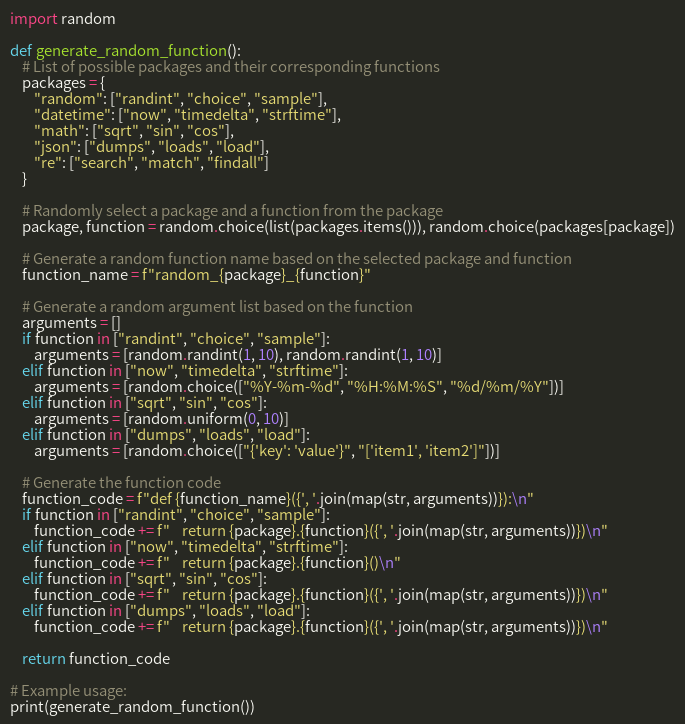 import random

def generate_random_function():
    # List of possible packages and their corresponding functions
    packages = {
        "random": ["randint", "choice", "sample"],
        "datetime": ["now", "timedelta", "strftime"],
        "math": ["sqrt", "sin", "cos"],
        "json": ["dumps", "loads", "load"],
        "re": ["search", "match", "findall"]
    }

    # Randomly select a package and a function from the package
    package, function = random.choice(list(packages.items())), random.choice(packages[package])

    # Generate a random function name based on the selected package and function
    function_name = f"random_{package}_{function}"

    # Generate a random argument list based on the function
    arguments = []
    if function in ["randint", "choice", "sample"]:
        arguments = [random.randint(1, 10), random.randint(1, 10)]
    elif function in ["now", "timedelta", "strftime"]:
        arguments = [random.choice(["%Y-%m-%d", "%H:%M:%S", "%d/%m/%Y"])]
    elif function in ["sqrt", "sin", "cos"]:
        arguments = [random.uniform(0, 10)]
    elif function in ["dumps", "loads", "load"]:
        arguments = [random.choice(["{'key': 'value'}", "['item1', 'item2']"])]

    # Generate the function code
    function_code = f"def {function_name}({', '.join(map(str, arguments))}):\n"
    if function in ["randint", "choice", "sample"]:
        function_code += f"    return {package}.{function}({', '.join(map(str, arguments))})\n"
    elif function in ["now", "timedelta", "strftime"]:
        function_code += f"    return {package}.{function}()\n"
    elif function in ["sqrt", "sin", "cos"]:
        function_code += f"    return {package}.{function}({', '.join(map(str, arguments))})\n"
    elif function in ["dumps", "loads", "load"]:
        function_code += f"    return {package}.{function}({', '.join(map(str, arguments))})\n"

    return function_code

# Example usage:
print(generate_random_function())